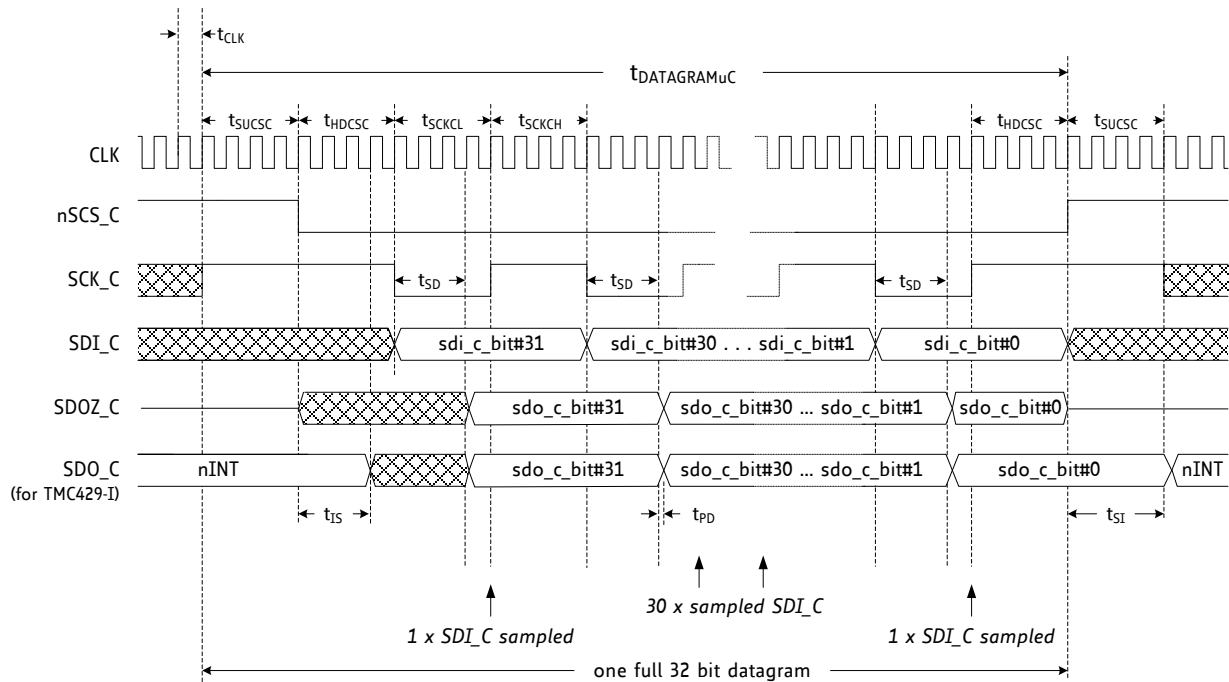 tCLK
tDATAGRAMuC
tSUCSC tHDCSC tSCKCL tSCKCH tHDCSC tSUCSC
CLK
nSCS_C
SCK_C tSD tSD tSD
SDI_C sdi_c_bit#31 sdi_c_bit#30 . . . sdi_c_bit#1 sdi_c_bit#0
SDOZ_C sdo_c_bit#31 sdo_c_bit#30 ... sdo_c_bit#1 sdo_c_bit#0
SDO_C nINT sdo_c_bit#31 sdo_c_bit#30 ... sdo_c_bit#1 sdo_c_bit#0 nINT
(for TMC429-I)
tIS tPD tSI
30 x sampled SDI_C
1 x SDI_C sampled 1 x SDI_C sampled
one full 32 bit datagram